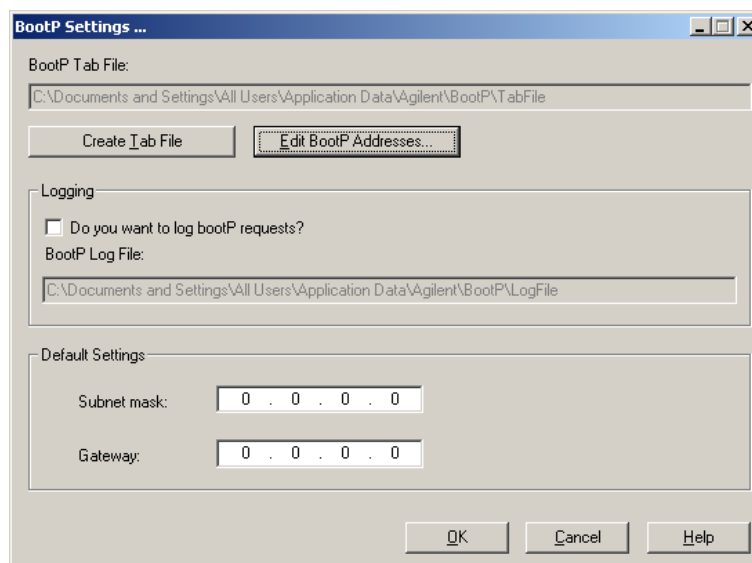 BootP Settings ...
BootP Tab File:
C:\Documents and Settings\All Users\Application Data\Agilent\BootP\TabFile
Create Tab File
Edit BootP Addresses...
Logging
Do you want to log bootP requests?
BootP Log File:
C:\Documents and Settings\All Users\Application Data\Agilent\BootP\LogFile
Default Settings
Subnet mask: 0 . 0 . 0 . 0
Gateway: 0 . 0 . 0 . 0
OK Cancel Help